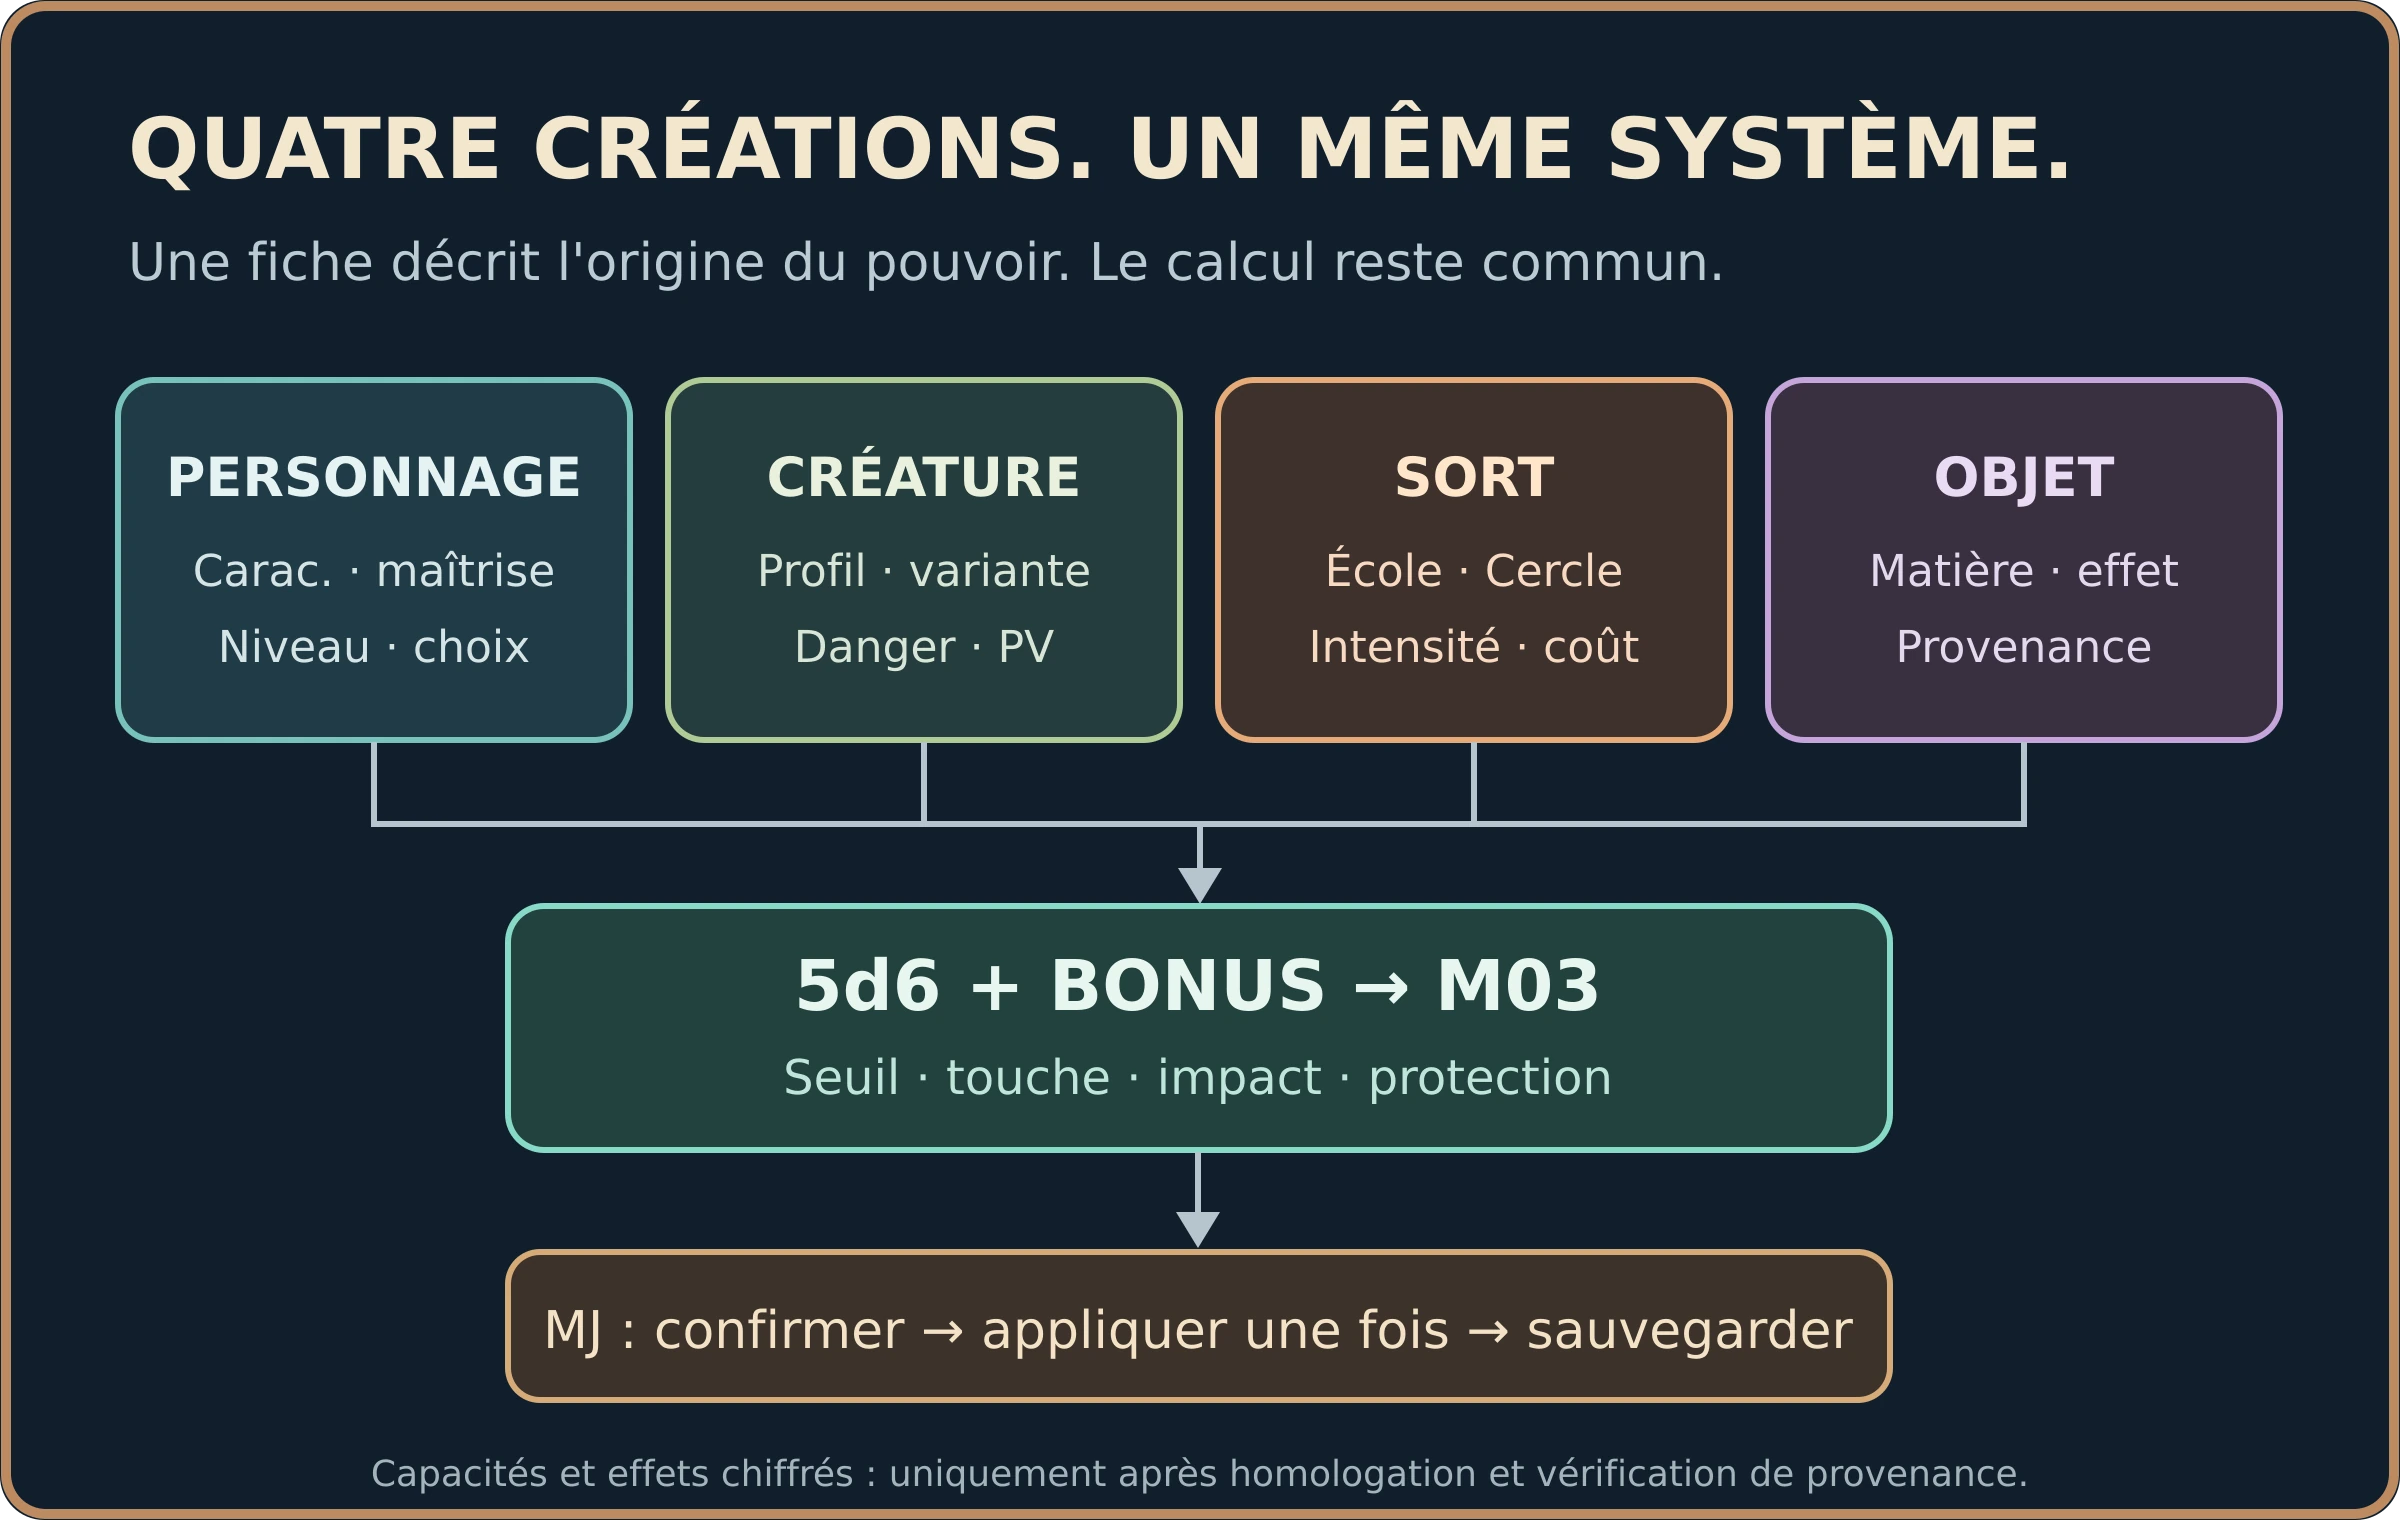 QUATRE CRÉATIONS. UN MÊME SYSTÈME.
Une fiche décrit l'origine du pouvoir. Le calcul reste commun.
PERSONNAGE
Carac. · maîtrise
Niveau · choix
CRÉATURE
Profil · variante
Danger · PV
SORT
École · Cercle
Intensité · coût
OBJET
Matière · effet
Provenance
5d6 + BONUS → M03
Seuil · touche · impact · protection
MJ : confirmer → appliquer une fois → sauvegarder
Capacités et effets chiffrés : uniquement après homologation et vérification de provenance.